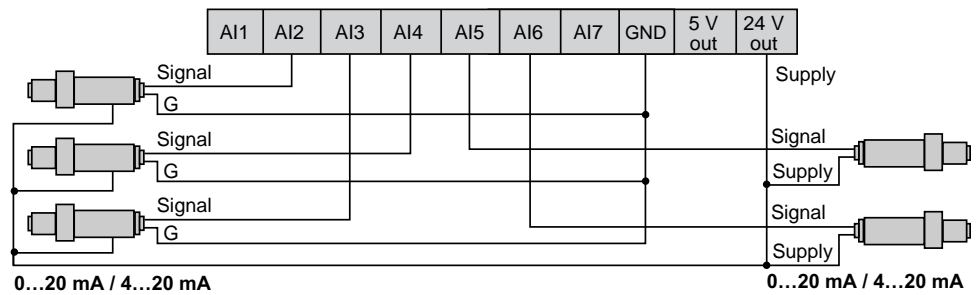 AI1 AI2 AI3 AI4 AI5 AI6 AI7 GND 5 V out 24 V out
Supply
Signal
G
Signal
Signal
G
Supply
Signal
Signal
G
Supply
0...20 mA / 4...20 mA
0...20 mA / 4...20 mA